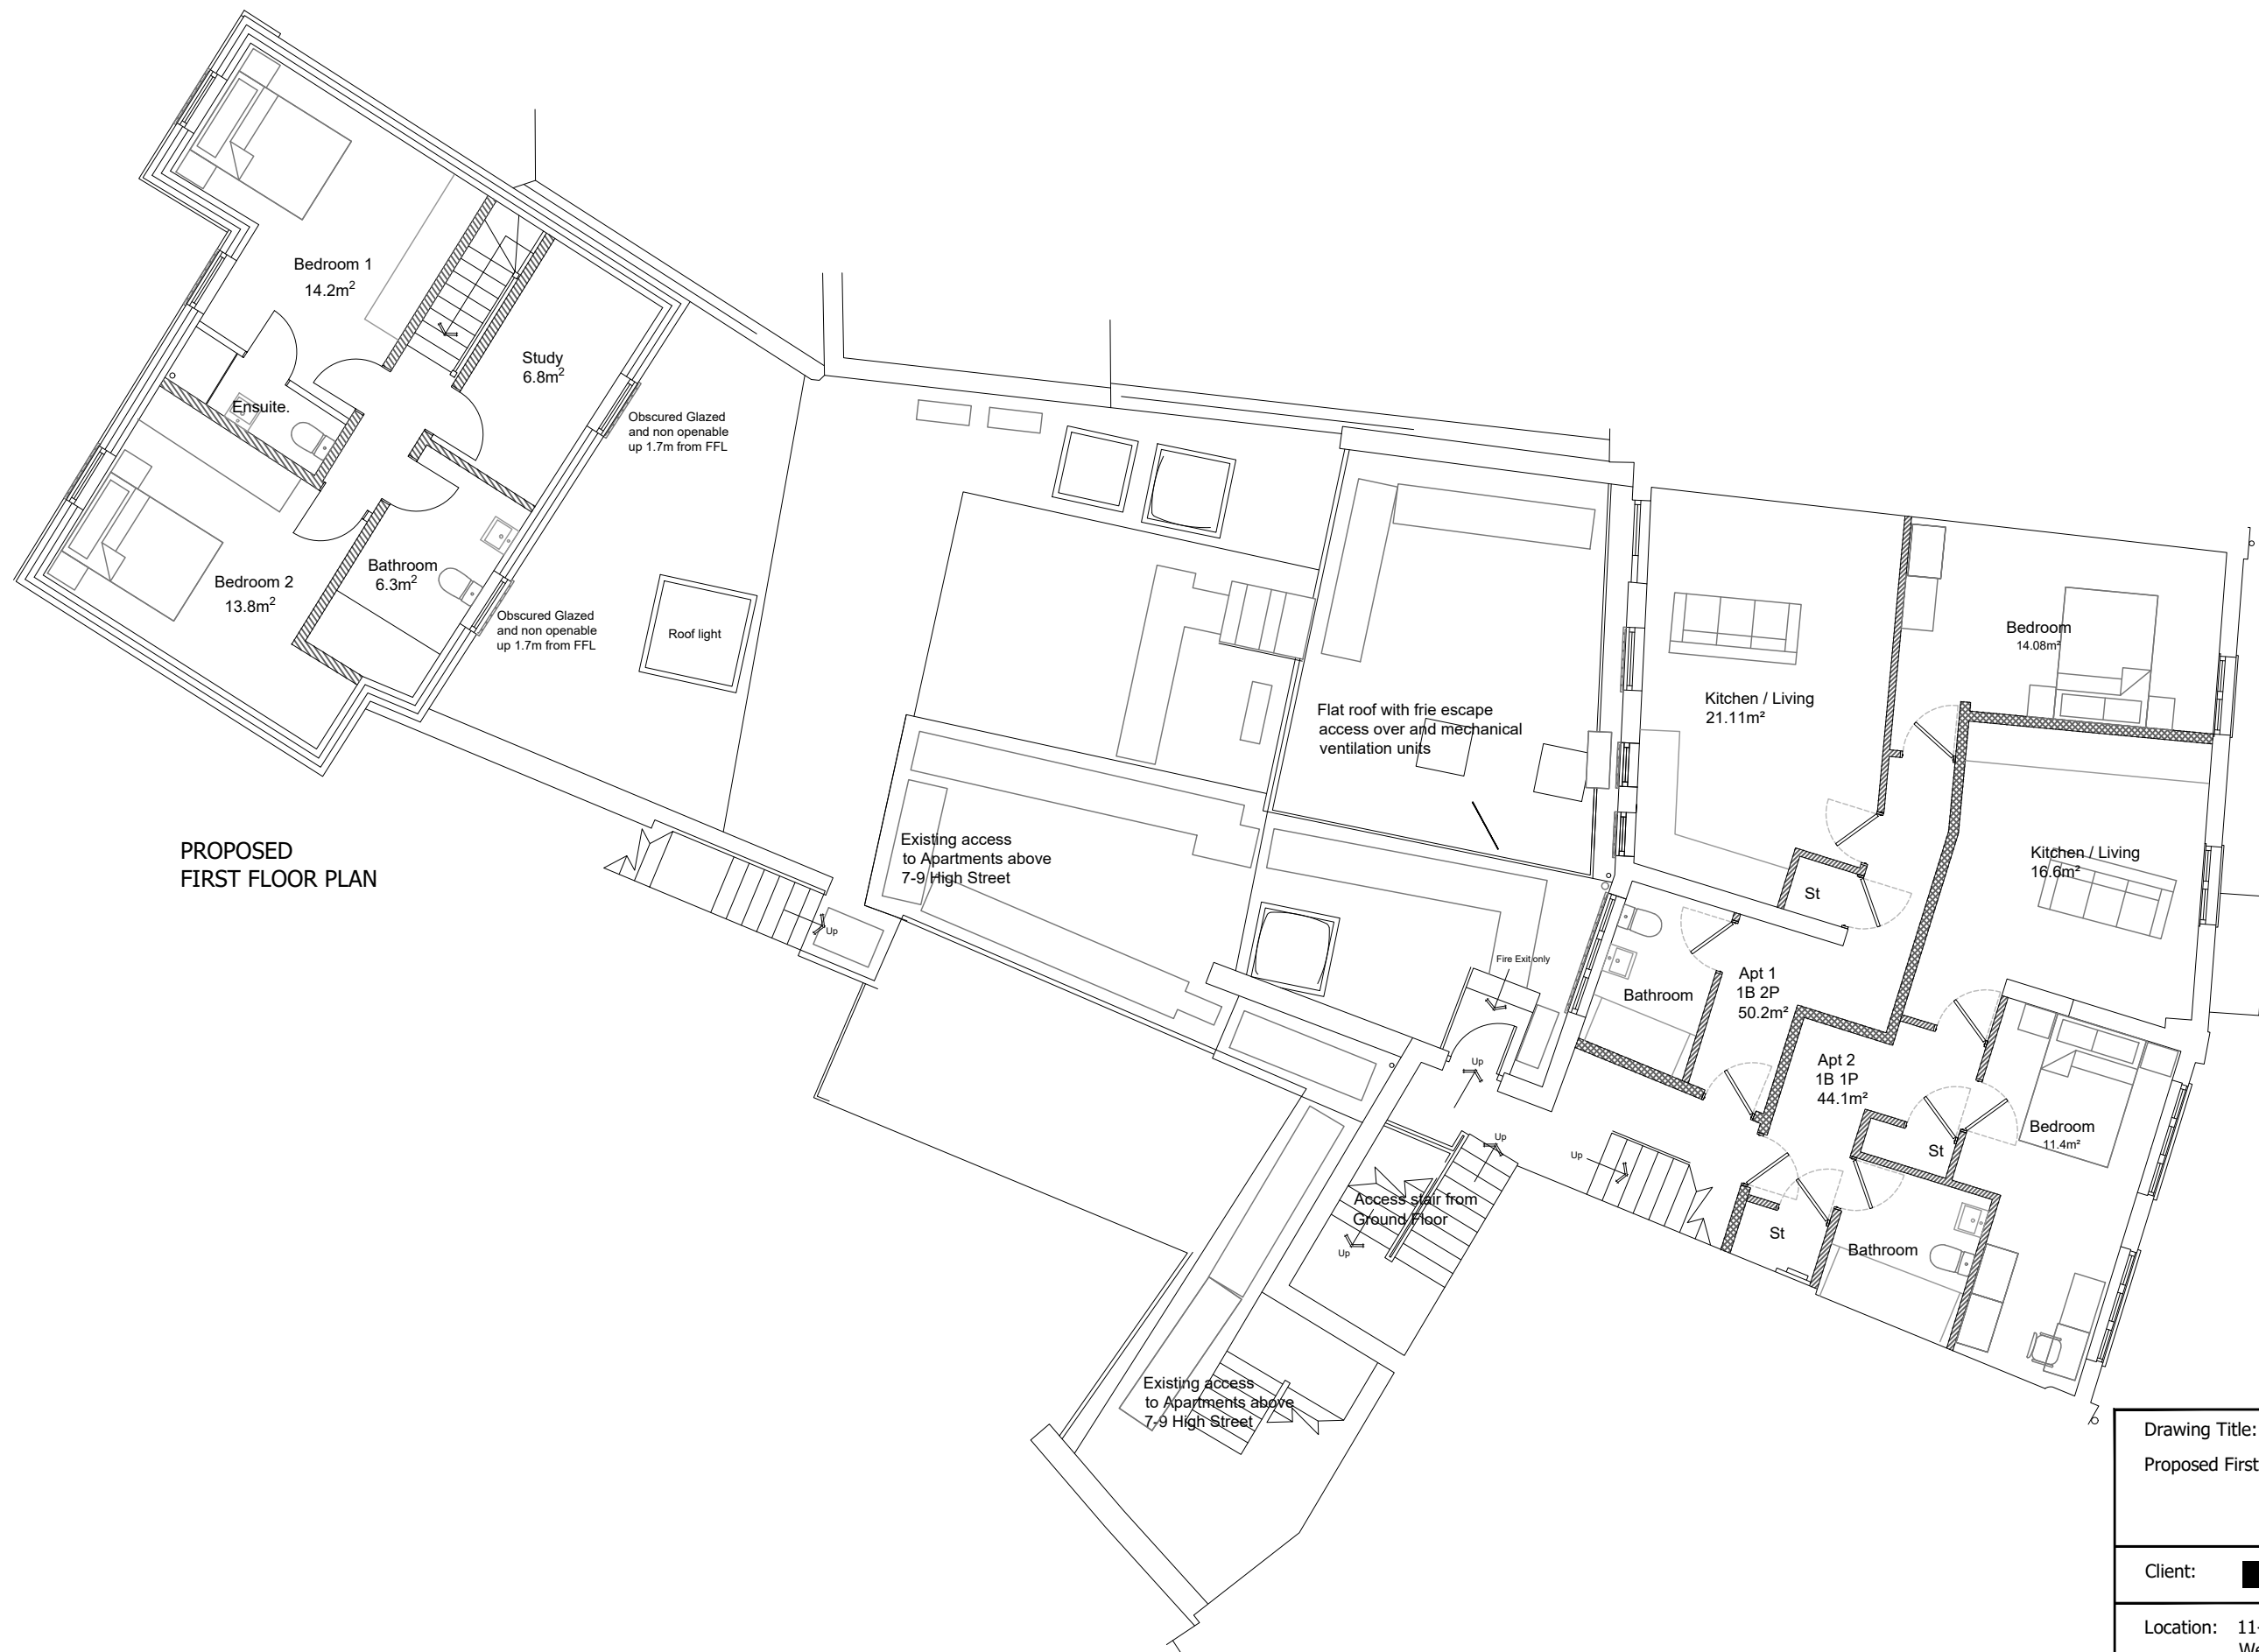 Bedroom 1
14.2m²
Study
6.8m²
Ensuite.
Obscured Glazed
and non openable
up 1.7m from FFL
Bathroom
6.3m²
Bedroom 2
13.8m²
Obscured Glazed
and non openable
up 1.7m from FFL
Roof light
PROPOSED
FIRST FLOOR PLAN
Up
Existing access
to Apartments above
7-9 High Street
Flat roof with frie escape
access over and mechanical
ventilation units
Kitchen / Living
21.11m²
Bedroom
14.08m²
Kitchen / Living
16.6m²
St
Fire Exit only
Bathroom
Apt 1
1B 2P
50.2m²
Apt 2
1B 1P
44.1m²
Up
Up
Up
Bedroom
11.4m²
St
Access stair from
Ground Floor
Up
St
Bathroom
Existing access
to Apartments above
7-9 High Street
Drawing Title:
Proposed First
Client:
Location: 11-